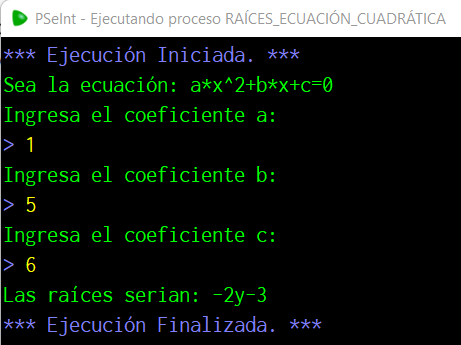 PSeInt - Ejecutando proceso RAÍCES_ECUACIÓN_CUADRÁTICA
*** Ejecución Iniciada. ***
Sea la ecuación: a*x^2+b*x+c=0
Ingresa el coeficiente a:
> 1
Ingresa el coeficiente b:
> 5
Ingresa el coeficiente c:
> 6
Las raíces serian: -2y-3
*** Ejecución Finalizada. ***